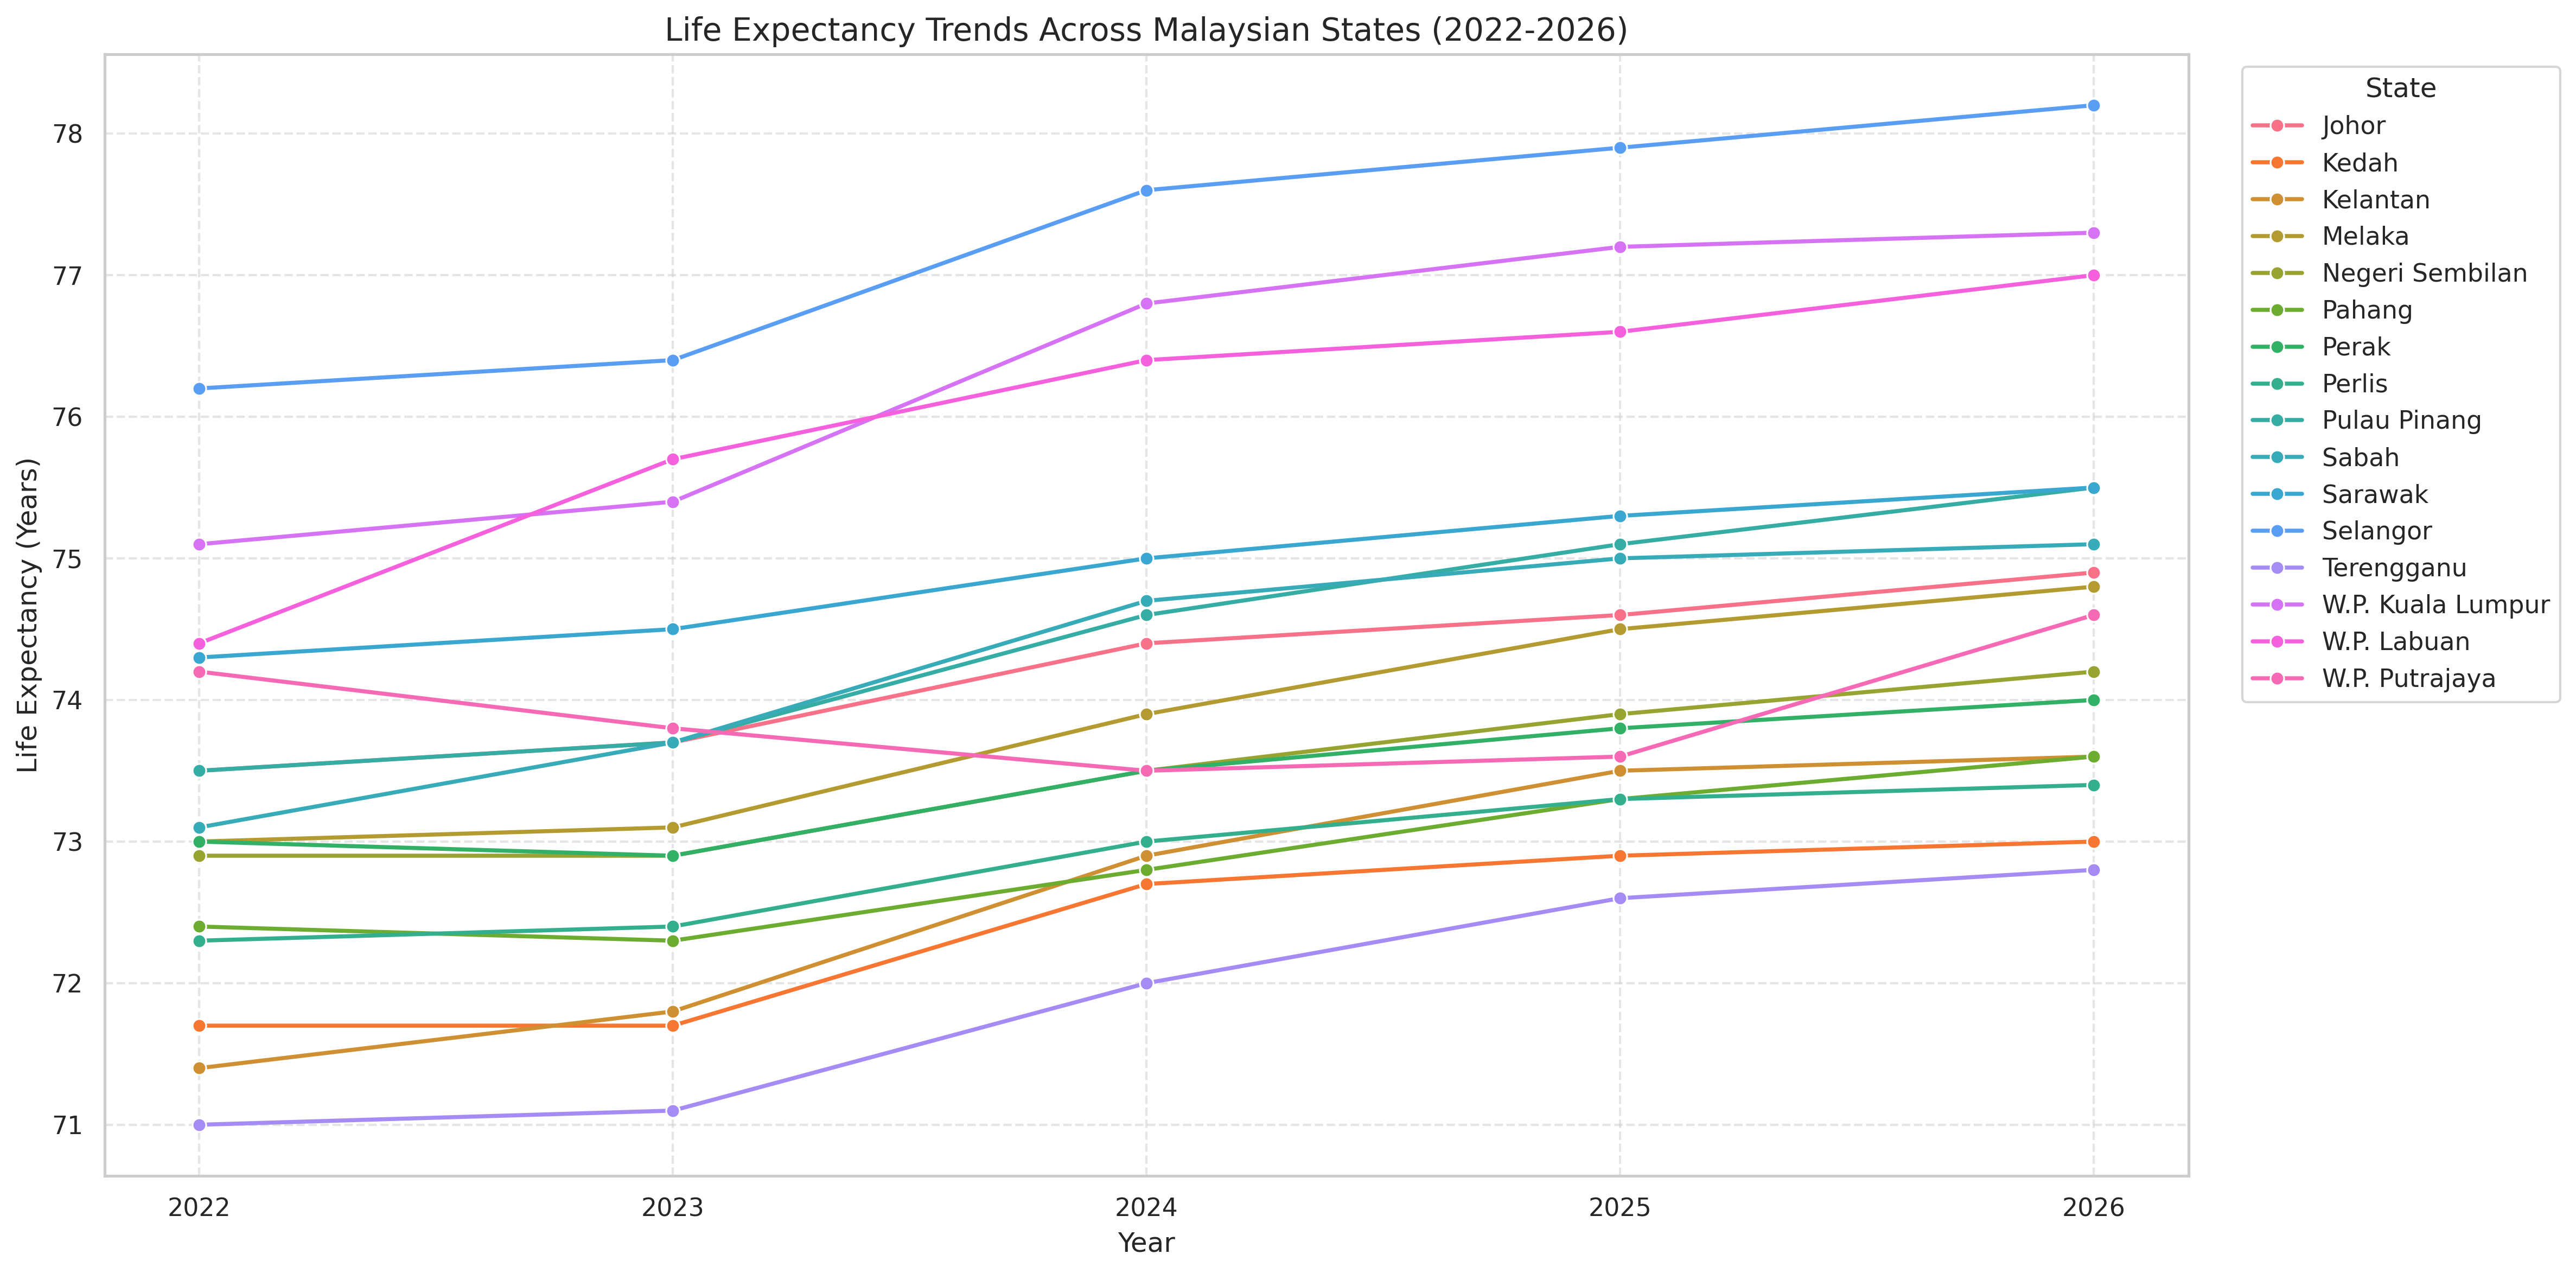 Life Expectancy Trends Across Malaysian States (2022-2026)
Life Expectancy (Years)
78
77
76
75
74
73
72
71
2022
2023
2024
2025
2026
Year
State
Johor
Kedah
Kelantan
Melaka
Negeri Sembilan
Pahang
Perak
Perlis
Pulau Pinang
Sabah
Sarawak
Selangor
Terengganu
W.P. Kuala Lumpur
W.P. Labuan
W.P. Putrajaya